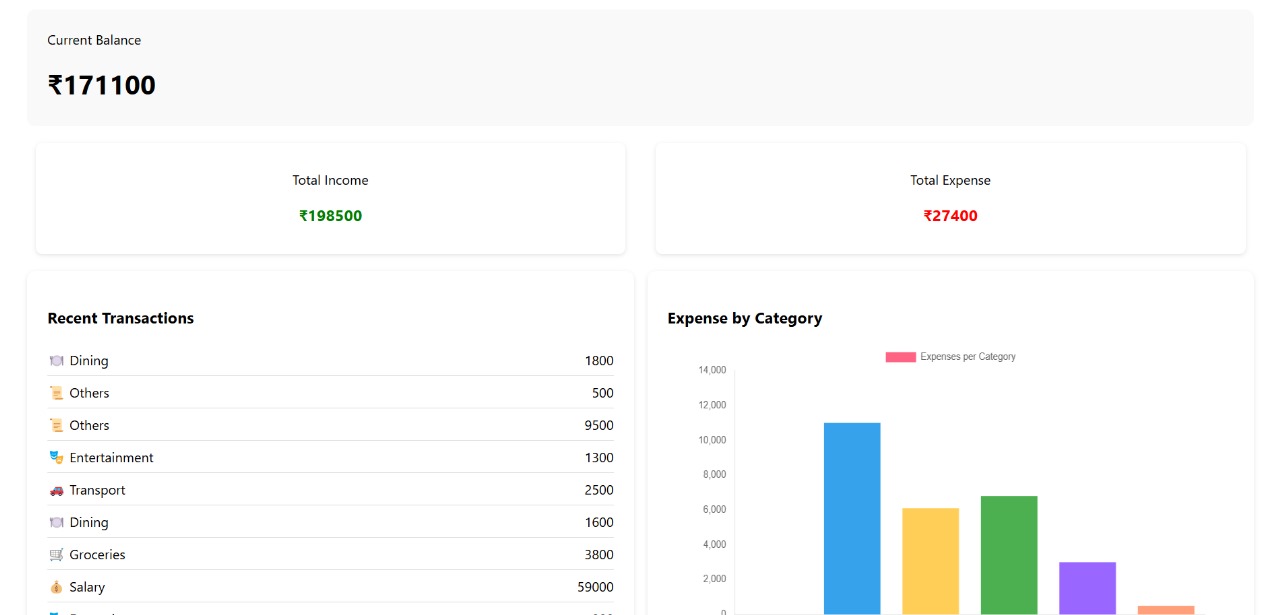 Current Balance
₹171100
Total Income
₹198500
Total Expense
₹27400
Recent Transactions
Dining 1800
Others 500
Others 9500
Entertainment 1300
Transport 2500
Dining 1600
Groceries 3800
Salary 59000
Expense by Category
Expenses per Category
14,000
12,000
10,000
8,000
6,000
4,000
2,000
0